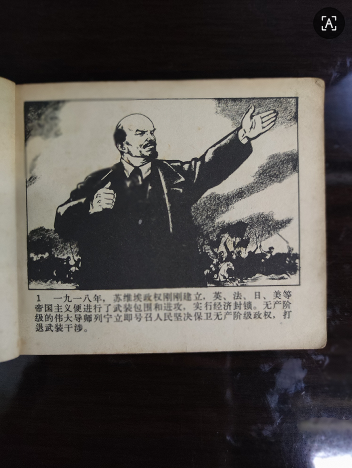 1 一九一八年，苏维埃政权刚刚建立，英、法、日、美等
帝国主义便进行了武装包围和进攻，实行经济封锁。无产阶
级的伟大导师列宁立即号召人民坚决保卫无产阶级政权，打
退武装干涉。